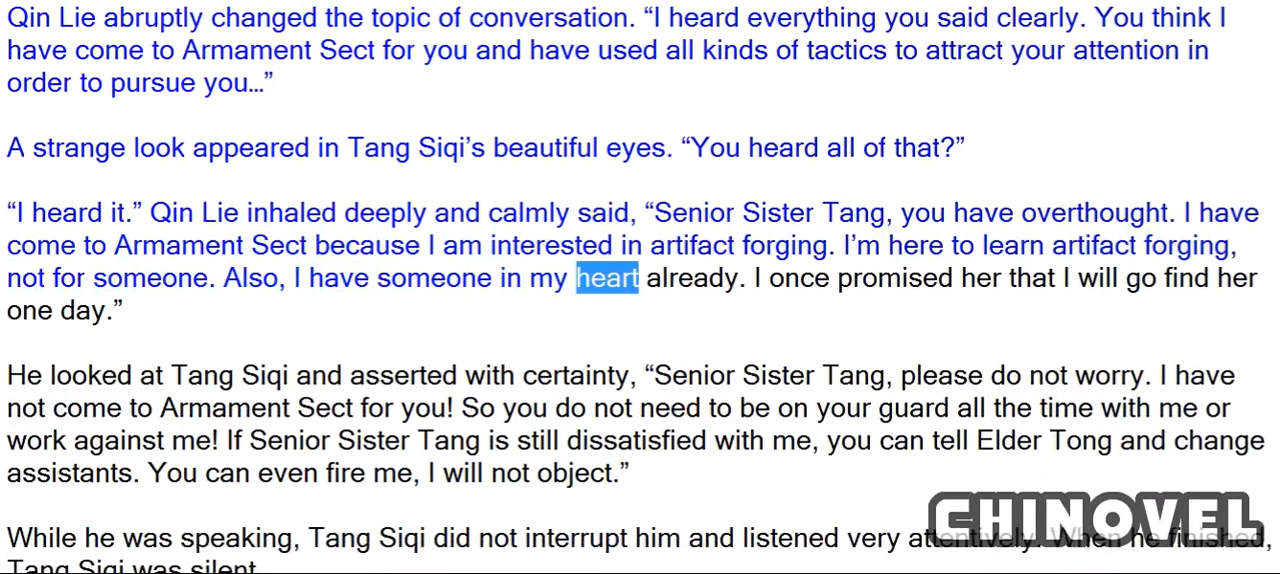 Qin Lie abruptly changed the topic of conversation. “I heard everything you said clearly. You think I
have come to Armament Sect for you and have used all kinds of tactics to attract your attention in
order to pursue you…”
A strange look appeared in Tang Siqi’s beautiful eyes. “You heard all of that?”
“I heard it.” Qin Lie inhaled deeply and calmly said, “Senior Sister Tang, you have overthought. I have
come to Armament Sect because I am interested in artifact forging. I’m here to learn artifact forging,
not for someone. Also, I have someone in my heart already. I once promised her that I will go find her
one day.”
He looked at Tang Siqi and asserted with certainty, “Senior Sister Tang, please do not worry. I have
not come to Armament Sect for you! So you do not need to be on your guard all the time with me or
work against me! If Senior Sister Tang is still dissatisfied with me, you can tell Elder Tong and change
assistants. You can even fire me, I will not object.”
While he was speaking, Tang Siqi did not interrupt him and listened very attentively. When he finished,
Tang Siqi was silent
CHINOVEL